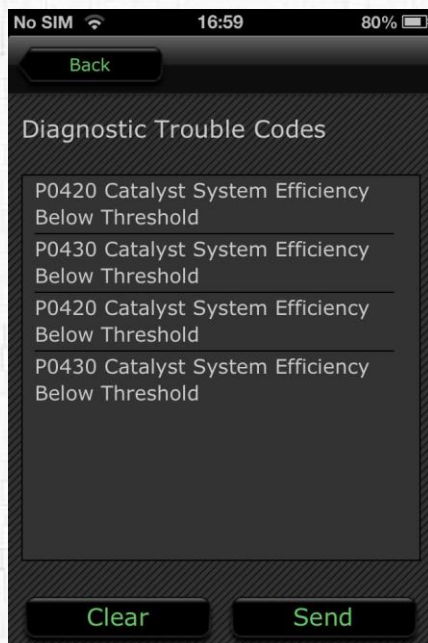 No SIM 16:59 80%
Back
Diagnostic Trouble Codes
P0420 Catalyst System Efficiency
Below Threshold
P0430 Catalyst System Efficiency
Below Threshold
P0420 Catalyst System Efficiency
Below Threshold
P0430 Catalyst System Efficiency
Below Threshold
Clear Send